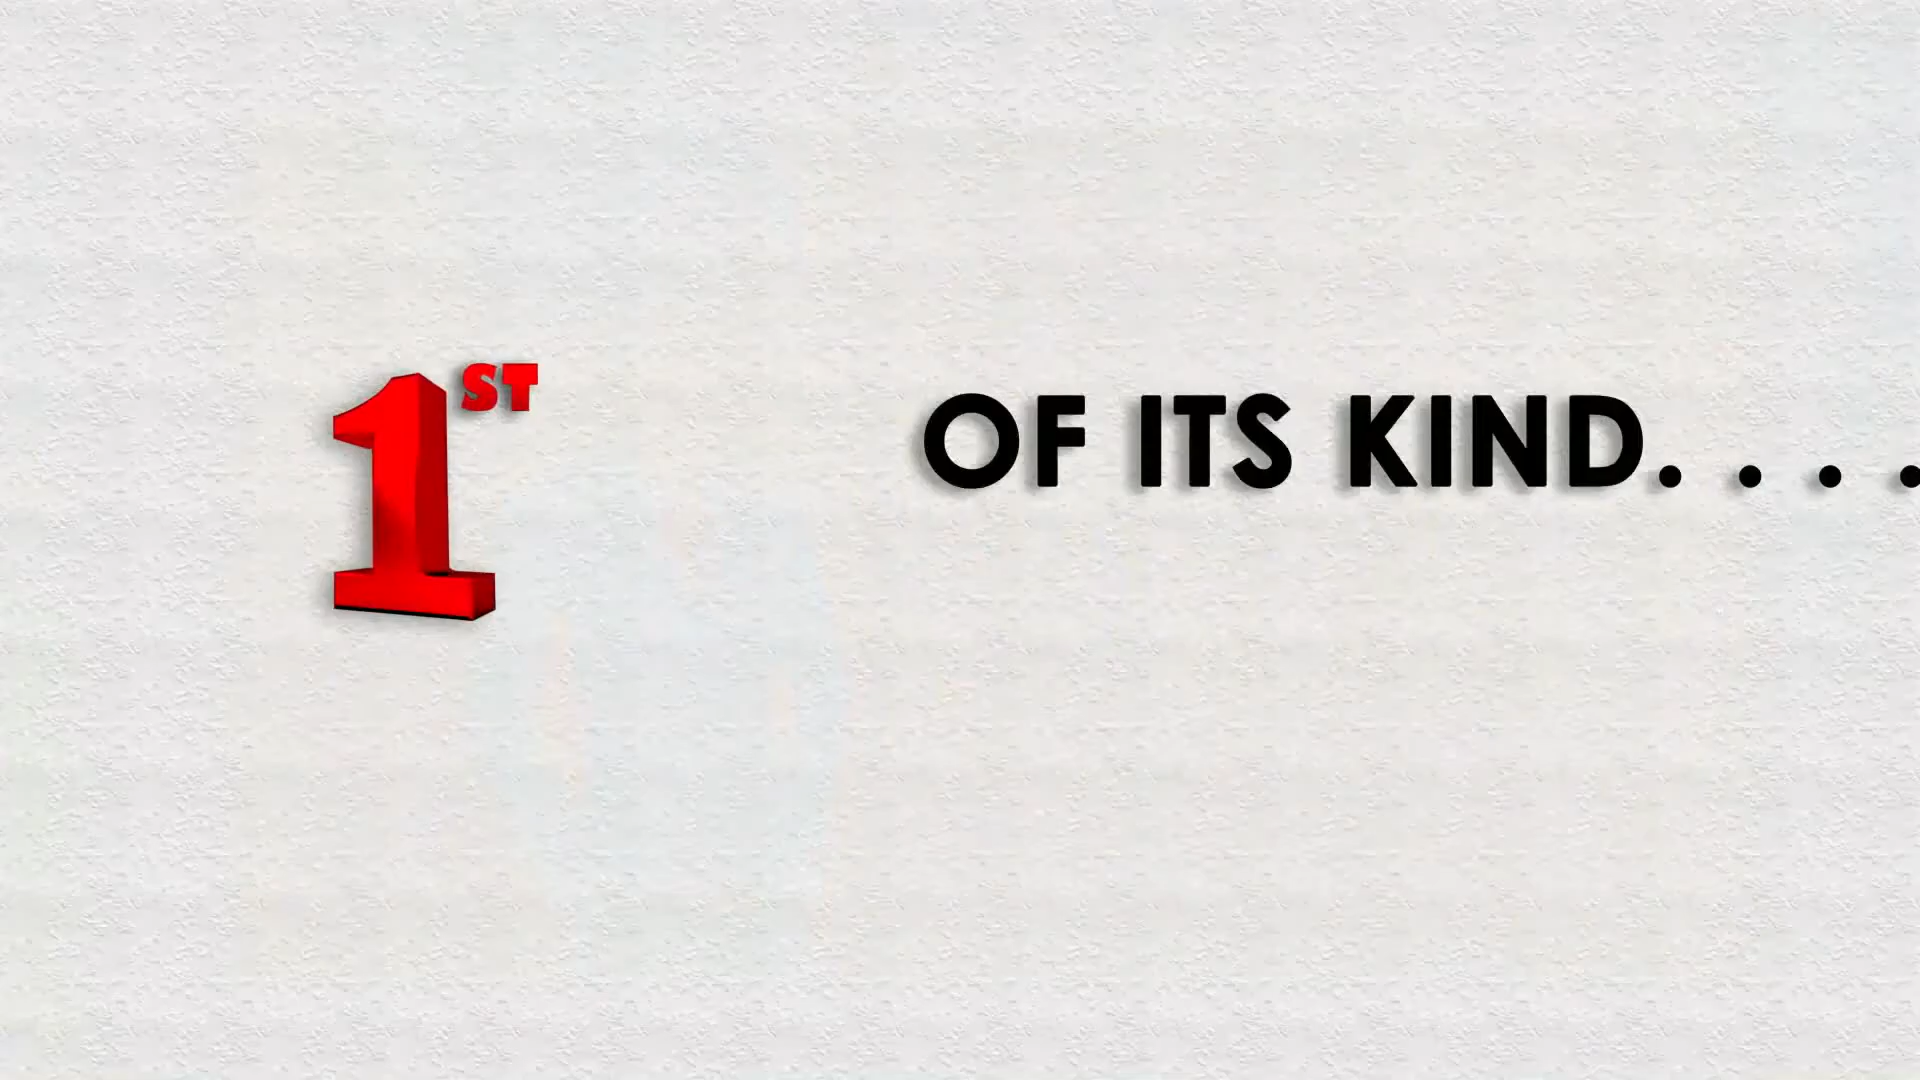 1ST OF ITS KIND. . . .